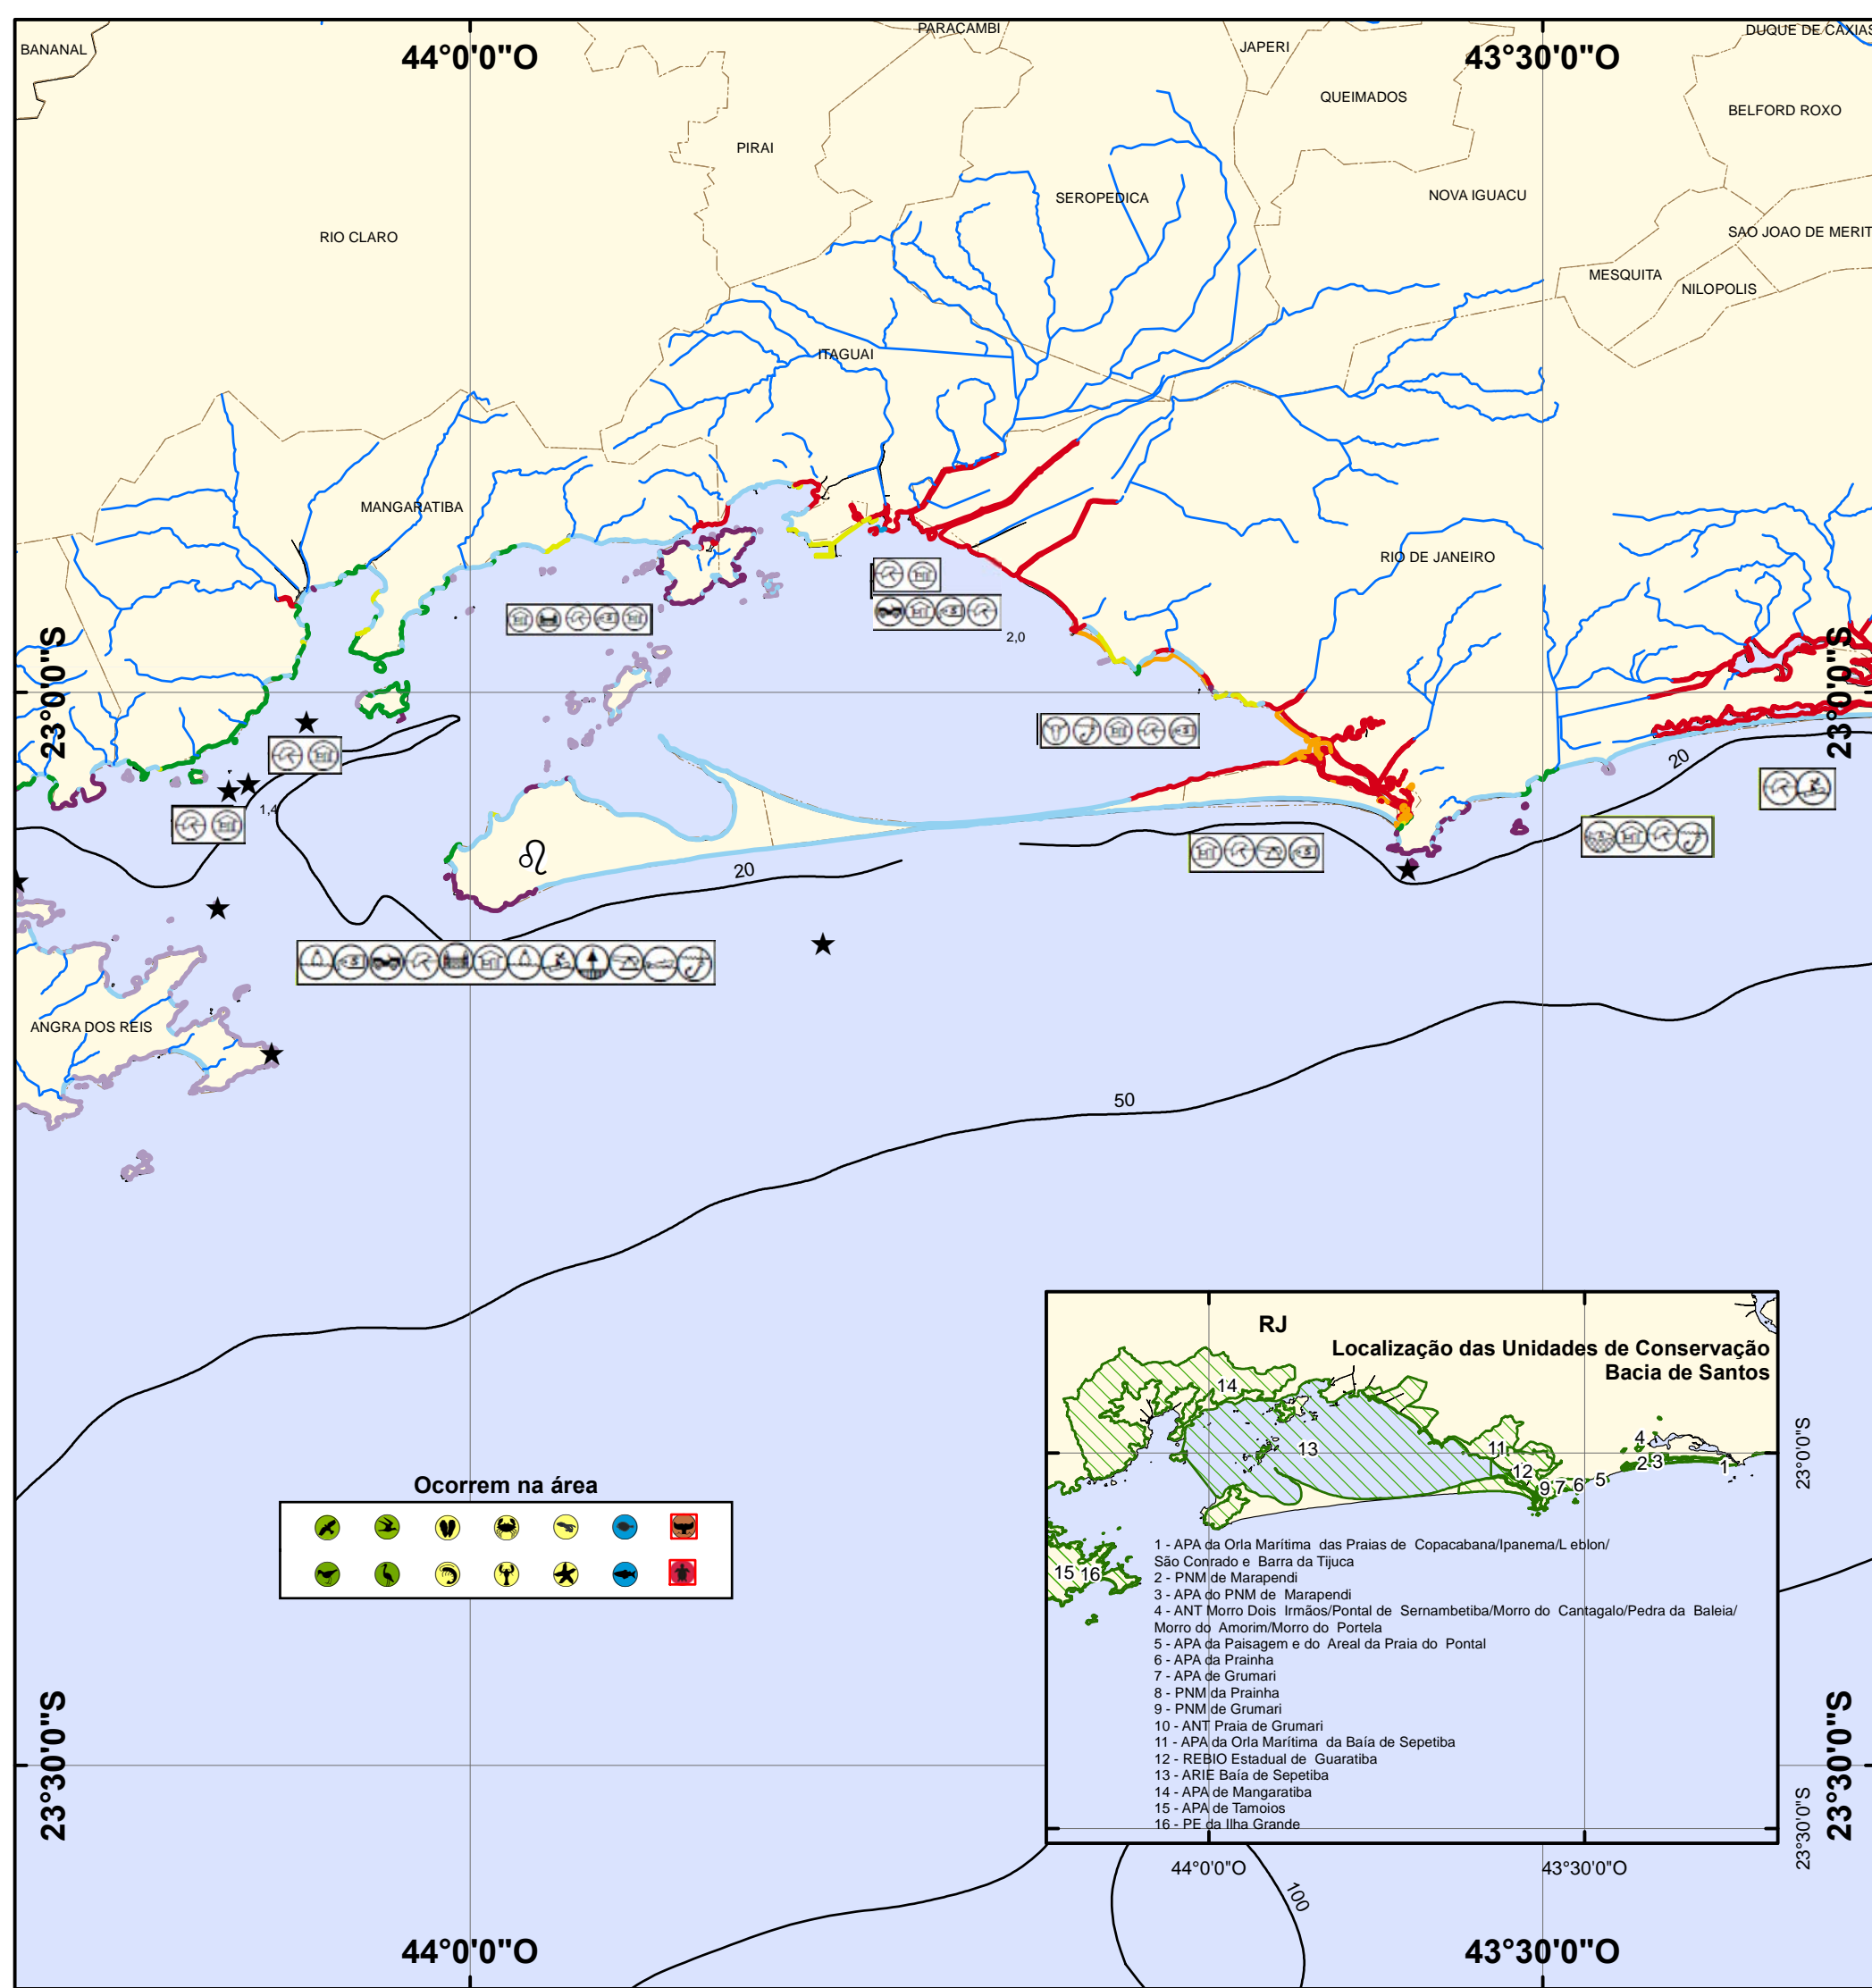 PARACAMBI
DUQUE DE CAXIAS
BANANAL
44°0'0"O
JAPERI
43°30'0"O
QUEIMADOS
BELFORD ROXO
PIRAI
SEROPEDICA
NOVA IGUACU
RIO CLARO
SAO JOAO DE MERIT
MESQUITA
NILOPOLIS
ITAGUAI
MANGARATIBA
RIO DE JANEIRO
2,0
23°0'0"S
23°0'0"S
20
1,4
20
ANGRA DOS REIS
50
RJ
Localização das Unidades de Conservação
Bacia de Santos
14
13
11
12
9
7
6
5
4
2
3
1
15
16
23°0'0"S
1 - APA da Orla Marítima das Praias de Copacabana/Ipanema/L eblon/
São Conrado e Barra da Tijuca
2 - PNM de Marapendi
3 - APA do PNM de Marapendi
4 - ANT Morro Dois Irmãos/Pontal de Sernambetiba/Morro do Cantagalo/Pedra da Baleia/
Morro do Amorim/Morro do Portela
5 - APA da Paisagem e do Areal da Praia do Pontal
6 - APA da Prainha
7 - APA de Grumari
8 - PNM da Prainha
9 - PNM de Grumari
10 - ANT Praia de Grumari
11 - APA da Orla Marítima da Baía de Sepetiba
12 - REBIO Estadual de Guaratiba
13 - ARIE Baía de Sepetiba
14 - APA de Mangaratiba
15 - APA de Tamoios
16 - PE da Ilha Grande
23°30'0"S
44°0'0"O
43°30'0"O
Ocorrem na área
23°30'0"S
23°30'0"S
100
44°0'0"O
43°30'0"O